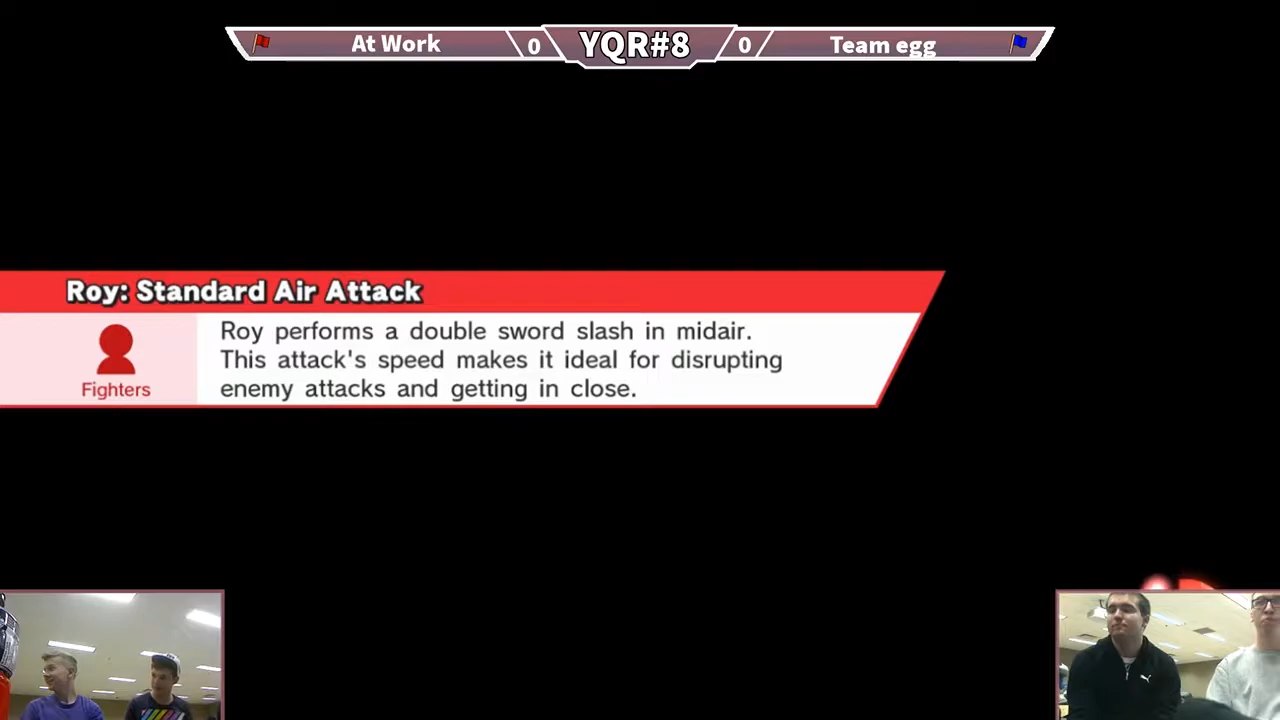 At Work 0 YQR#8 0 Team egg
Roy: Standard Air Attack
Roy performs a double sword slash in midair.
This attack's speed makes it ideal for disrupting
enemy attacks and getting in close.
Fighters